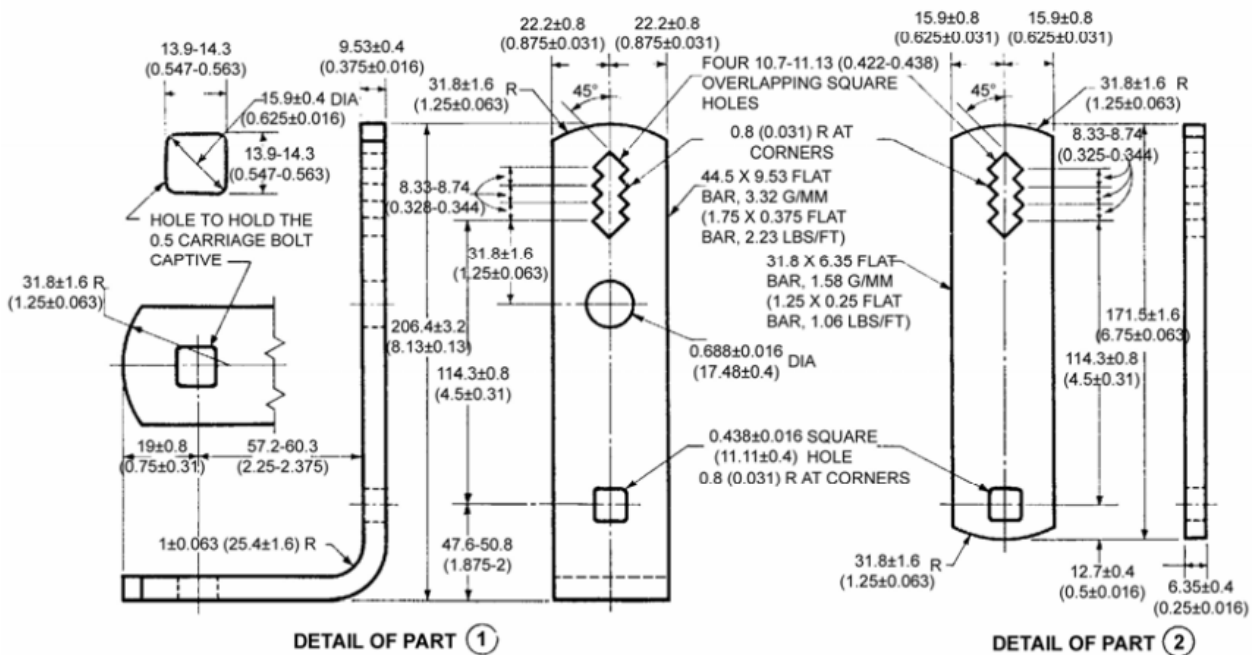 13.9-14.3
(0.547-0.563)
15.9±0.4 DIA
(0.625±0.016)
13.9-14.3
(0.547-0.563)
HOLE TO HOLD THE
0.5 CARRIAGE BOLT
CAPTIVE
31.8±1.6 R
(1.25±0.063)
19±0.8
(0.75±0.31)
57.2-60.3
(2.25-2.375)
1±0.063 (25.4±1.6) R
9.53±0.4
(0.375±0.016)
31.8±1.6 R
(1.25±0.063)
8.33-8.74
(0.328-0.344)
31.8±1.6
(1.25±0.063)
206.4±3.2
(8.13±0.13)
114.3±0.8
(4.5±0.31)
47.6-50.8
(1.875-2)
22.2±0.8
(0.875±0.031)
22.2±0.8
(0.875±0.031)
45°
FOUR 10.7-11.13 (0.422-0.438)
OVERLAPPING SQUARE
HOLES
0.8 (0.031) R AT
CORNERS
44.5 X 9.53 FLAT
BAR, 3.32 G/MM
(1.75 X 0.375 FLAT
BAR, 2.23 LBS/FT)
31.8 X 6.35 FLAT
BAR, 1.58 G/MM
(1.25 X 0.25 FLAT
BAR, 1.06 LBS/FT)
0.688±0.016 DIA
(17.48±0.4)
0.438±0.016 SQUARE
(11.11±0.4) HOLE
0.8 (0.031) R AT CORNERS
15.9±0.8
(0.625±0.031)
15.9±0.8
(0.625±0.031)
45°
31.8±1.6 R
(1.25±0.063)
8.33-8.74
(0.325-0.344)
171.5±1.6
(6.75±0.063)
114.3±0.8
(4.5±0.31)
31.8±1.6 R
(1.25±0.063)
12.7±0.4
(0.5±0.016)
6.35±0.4
(0.25±0.016)
DETAIL OF PART 1
DETAIL OF PART 2